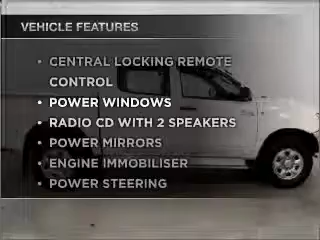 VEHICLE FEATURES
• CENTRAL LOCKING REMOTE
CONTROL
• POWER WINDOWS
• RADIO CD WITH 2 SPEAKERS
• POWER MIRRORS
• ENGINE IMMOBILISER
• POWER STEERING